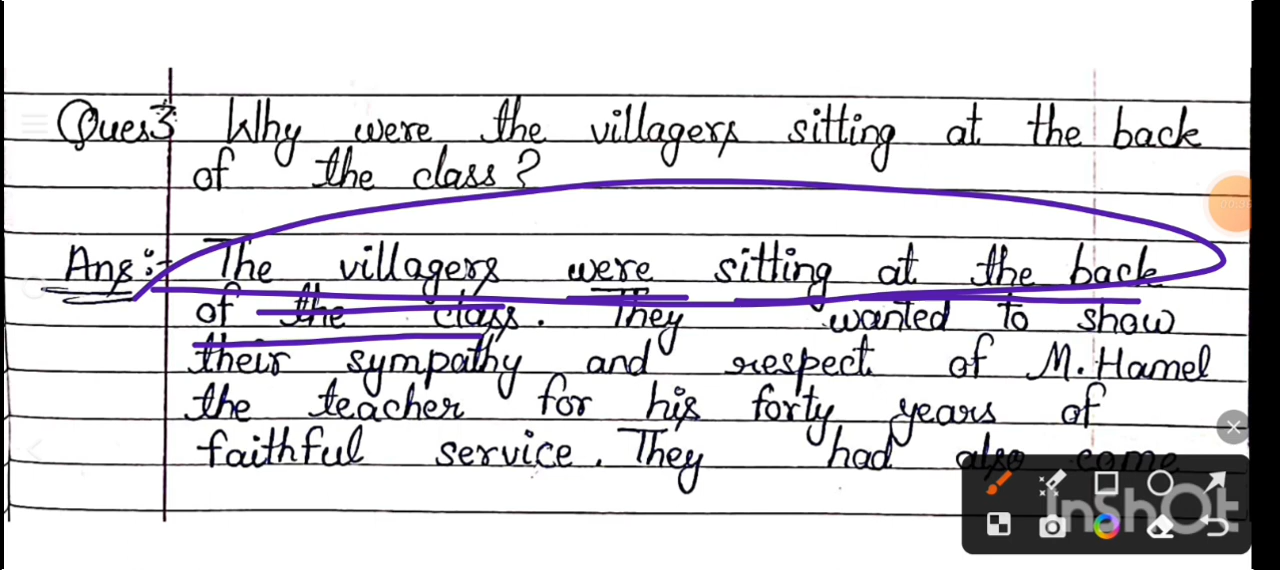 Ques3 Why were the villagers sitting at the back
of the class?
Ans:- The villagers were sitting at the back
of the class. They wanted to show
their sympathy and respect of M. Hamel
the teacher for his forty years of
faithful service. They had also come
InShOt